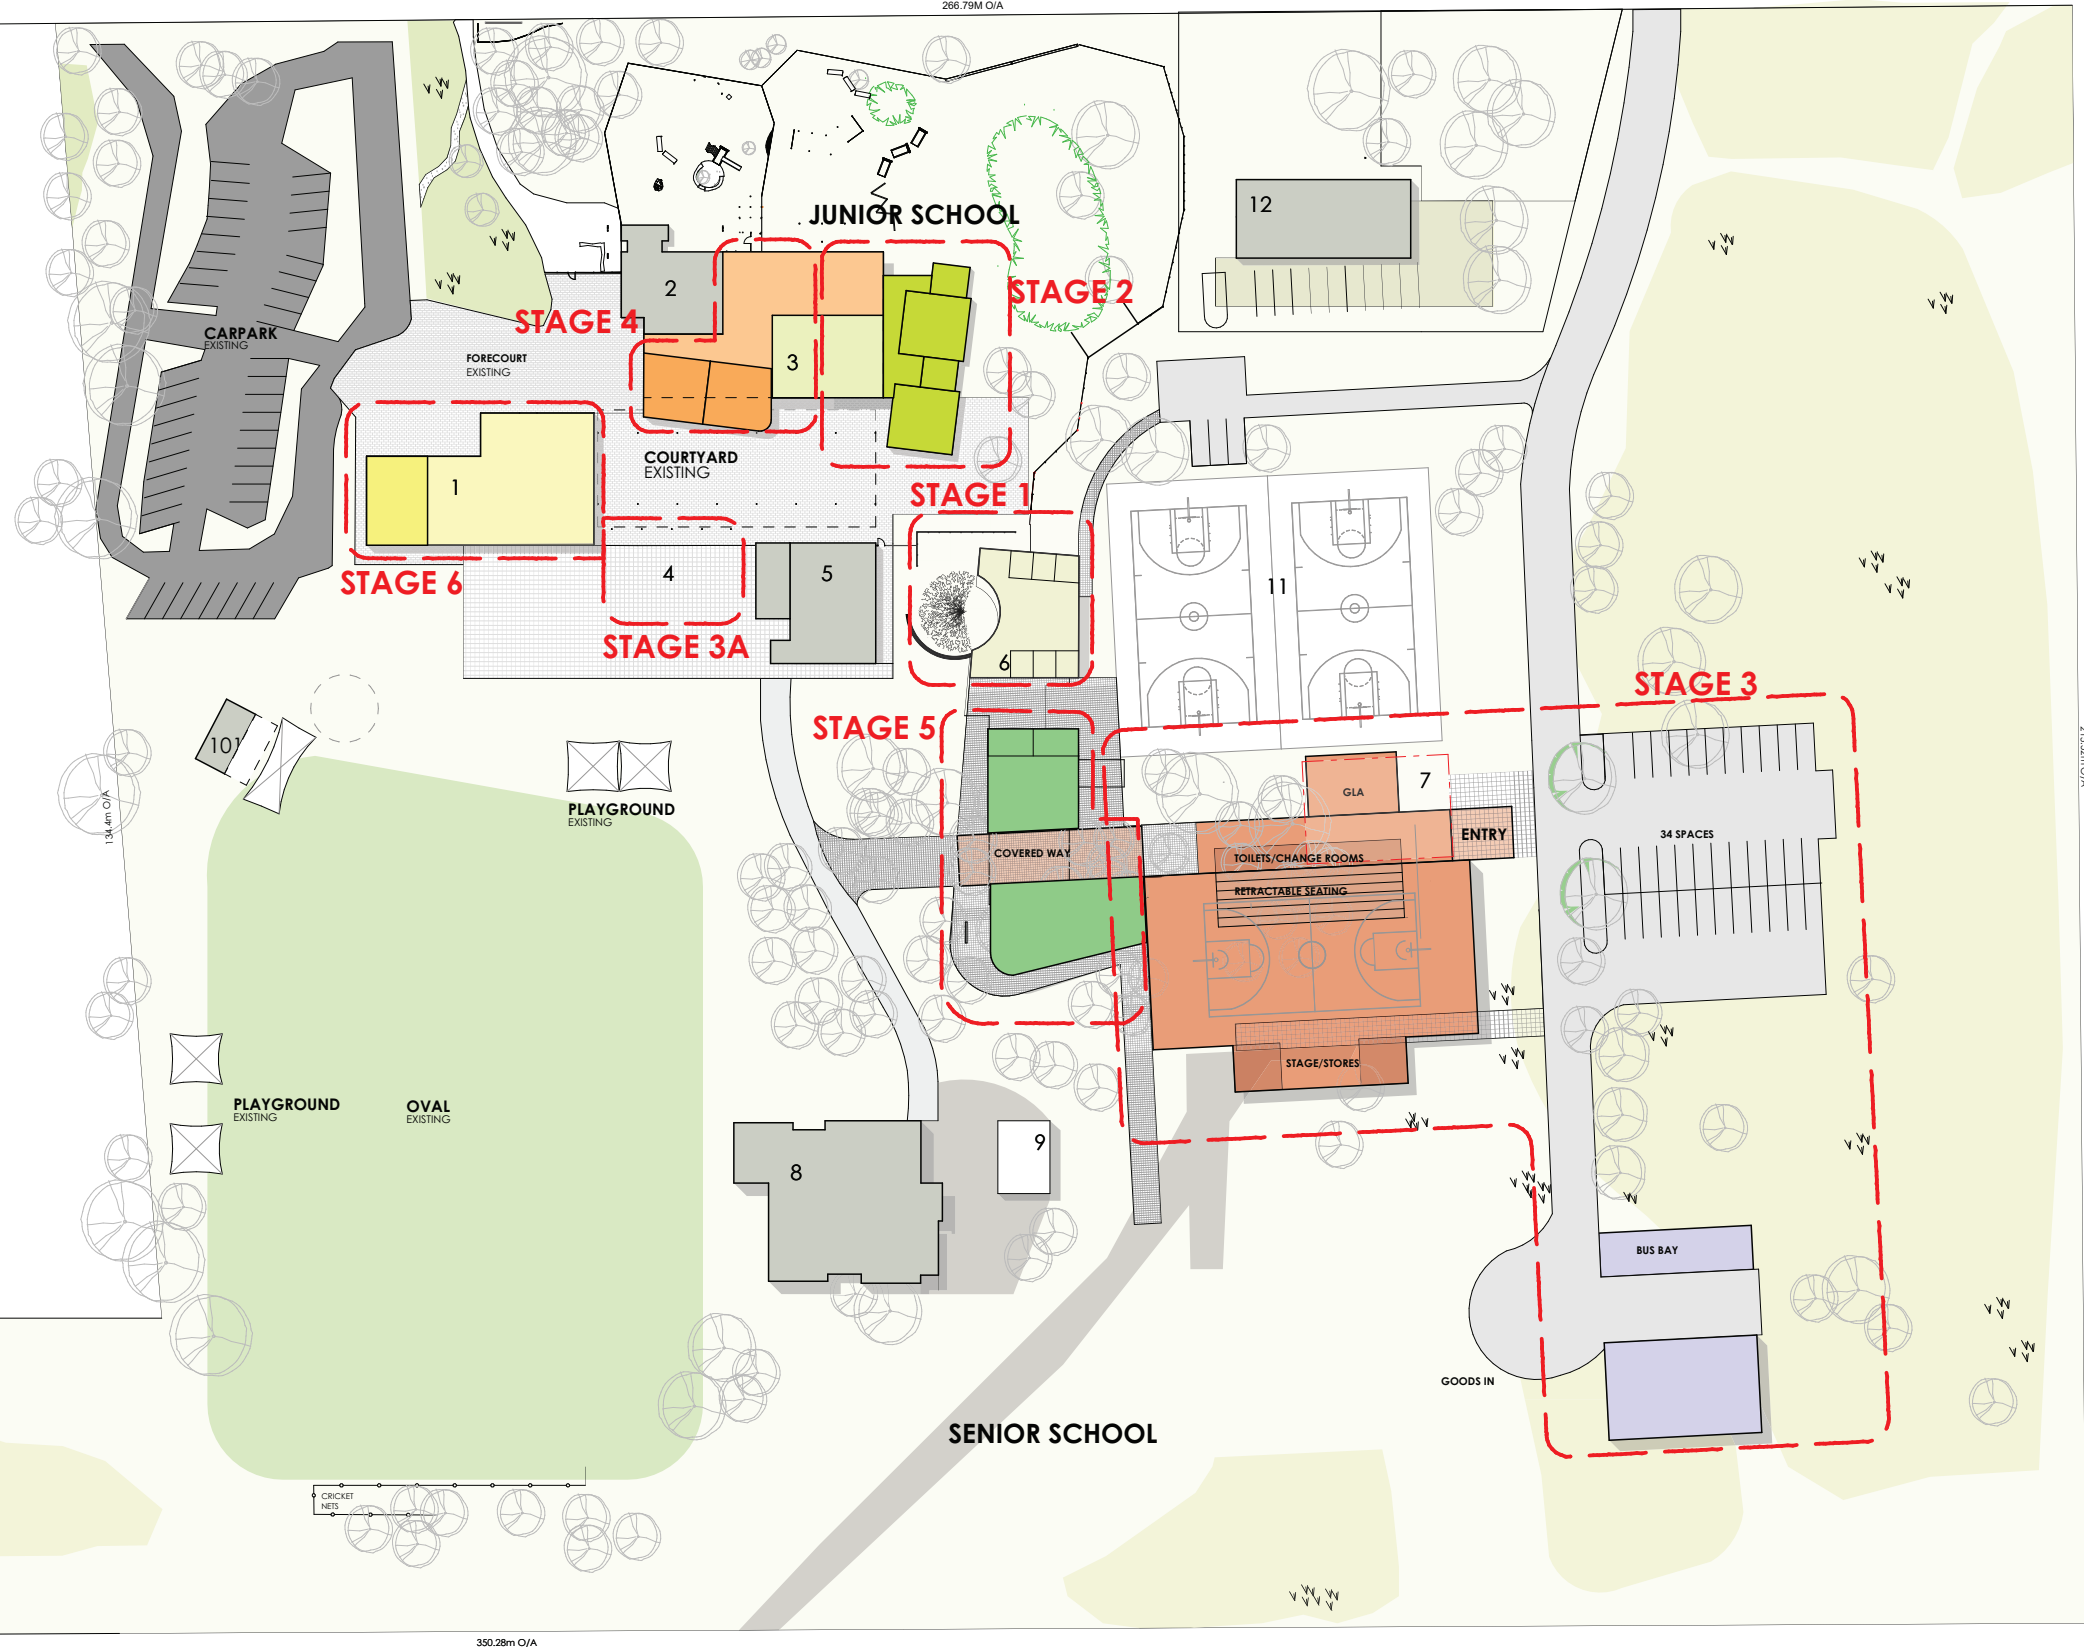 266.79M O/A
12
JUNIOR SCHOOL
2
STAGE 2
STAGE 4
CARPARK
EXISTING
FORECOURT
EXISTING
3
COURTYARD
EXISTING
1
STAGE 1
STAGE 6
4
5
11
STAGE 3A
6
STAGE 3
STAGE 5
101
7
GLA
134.4m O/A
PLAYGROUND
EXISTING
ENTRY
34 SPACES
COVERED WAY
TOILETS/CHANGE ROOMS
RETRACTABLE SEATING
STAGE/STORES
PLAYGROUND
EXISTING
OVAL
EXISTING
9
8
BUS BAY
GOODS IN
SENIOR SCHOOL
CRICKET
NETS
350.28m O/A